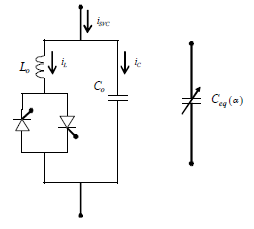 i_SVC
L_o
i_L
i_C
C_o
C_eq(α)